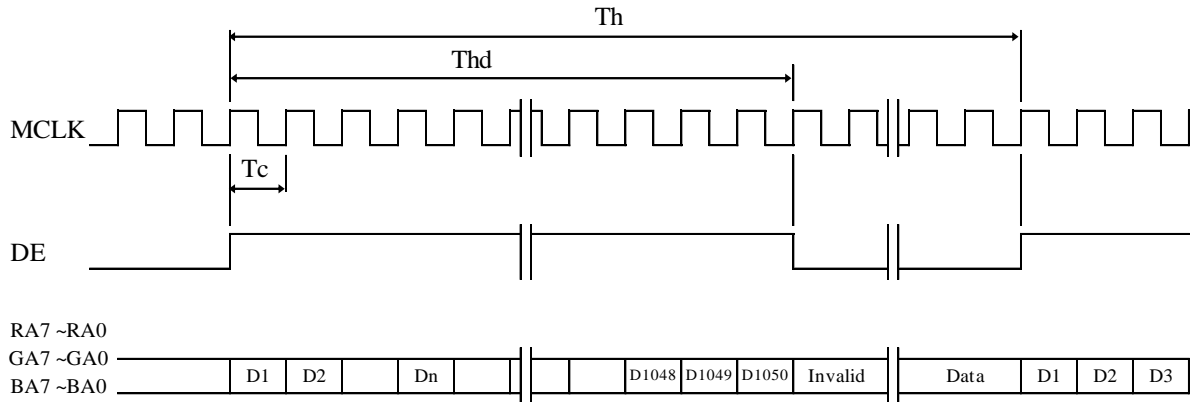 Th
Thd
MCLK
Tc
DE
RA7 ~RA0
GA7 ~GA0
BA7 ~BA0
D1 D2 Dn D1048 D1049 D1050 Invalid Data D1 D2 D3